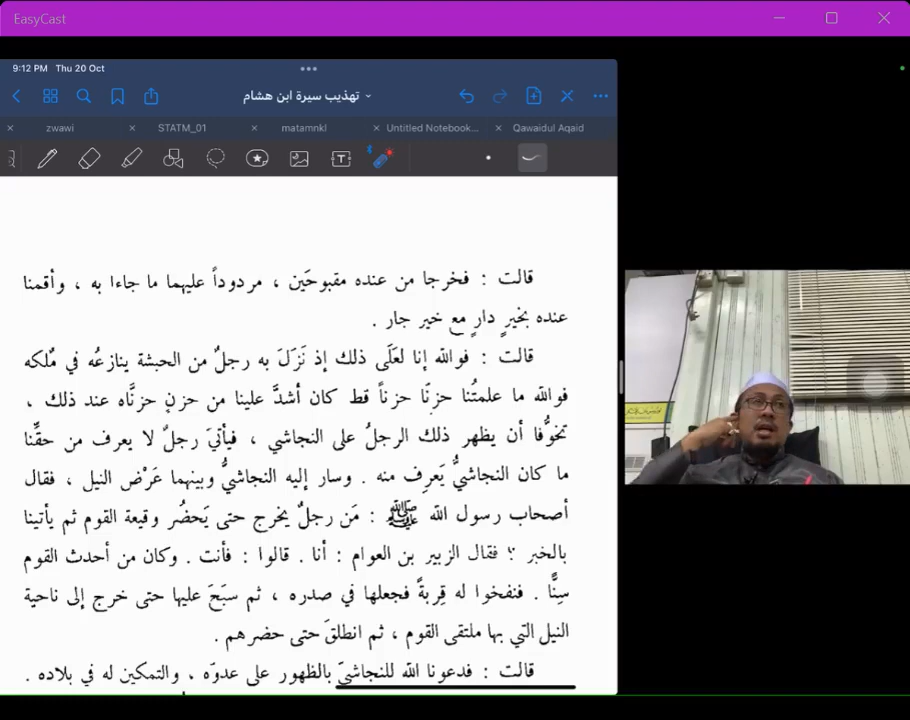 EasyCast
9:12 PM Thu 20 Oct
تهذيب سيرة ابن هشام
zwawi
STATM_01
matamnkl
Untitled Notebook...
Qawaidul Aqaid
قالت : فخرجا من عنده مقبوحَين ، مردوداً عليهما ما جاءا به ، وأقمنا
عنده بخيرِ دارٍ مع خير جار .
قالت : فوالله إنا لعَلَى ذلك إذ نَزَلَ به رجلٌ من الحبشة ينازعُه في مُلكه
فوالله ما علمتُنا حزنّا حزناً قط كان أشدَّ علينا من حزنٍ حزنَّاه عند ذلك ،
تخوُّفا أن يظهر ذلك الرجلُ على النجاشي ، فيأتيَ رجلٌ لا يعرف من حقِّنا
ما كان النجاشيُّ يَعرِف منه . وسار إليه النجاشيُّ وبينهما عَرْض النيل ، فقال
أصحاب رسول الله ﷺ : مَن رجلٌ يخرج حتى يَحضُر وقيعة القوم ثم يأتينا
بالخبر ؟ فقال الزبير بن العوام : أنا . قالوا : فأنت . وكان من أحدث القوم
سِنًّا . فنفخوا له قِربةً فجعلها في صدره ، ثم سبَحَ عليها حتى خرج إلى ناحية
النيل التي بها ملتقى القوم ، ثم انطلقَ حتى حضرهم .
قالت : فدعونا الله للنجاشيّ بالظهور على عدوّه ، والتمكين له في بلاده .